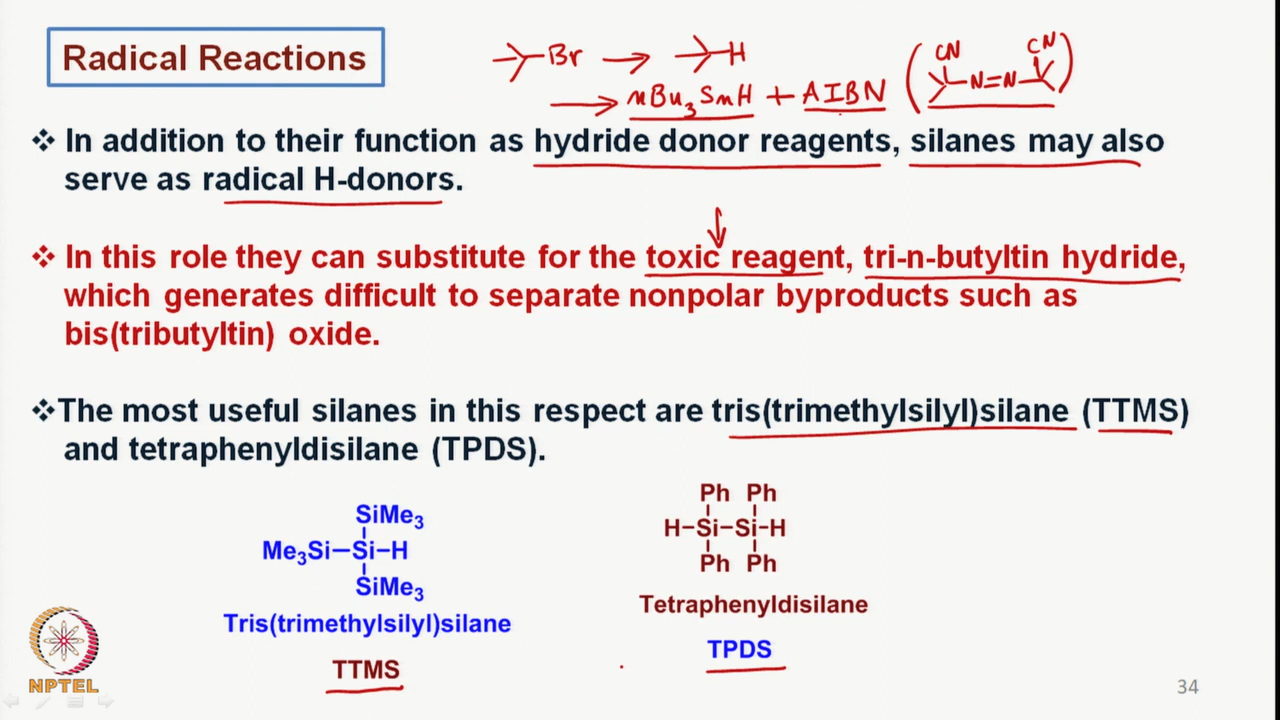 Radical Reactions
Br → H
→ nBu₃SnH + AIBN (CN N=N CN)
❖ In addition to their function as hydride donor reagents, silanes may also
serve as radical H-donors.
❖ In this role they can substitute for the toxic reagent, tri-n-butyltin hydride,
which generates difficult to separate nonpolar byproducts such as
bis(tributyltin) oxide.
❖The most useful silanes in this respect are tris(trimethylsilyl)silane (TTMS)
and tetraphenyldisilane (TPDS).
SiMe₃
Me₃Si–Si–H
SiMe₃
Tris(trimethylsilyl)silane
TTMS
Ph Ph
H–Si–Si–H
Ph Ph
Tetraphenyldisilane
TPDS
NPTEL
34